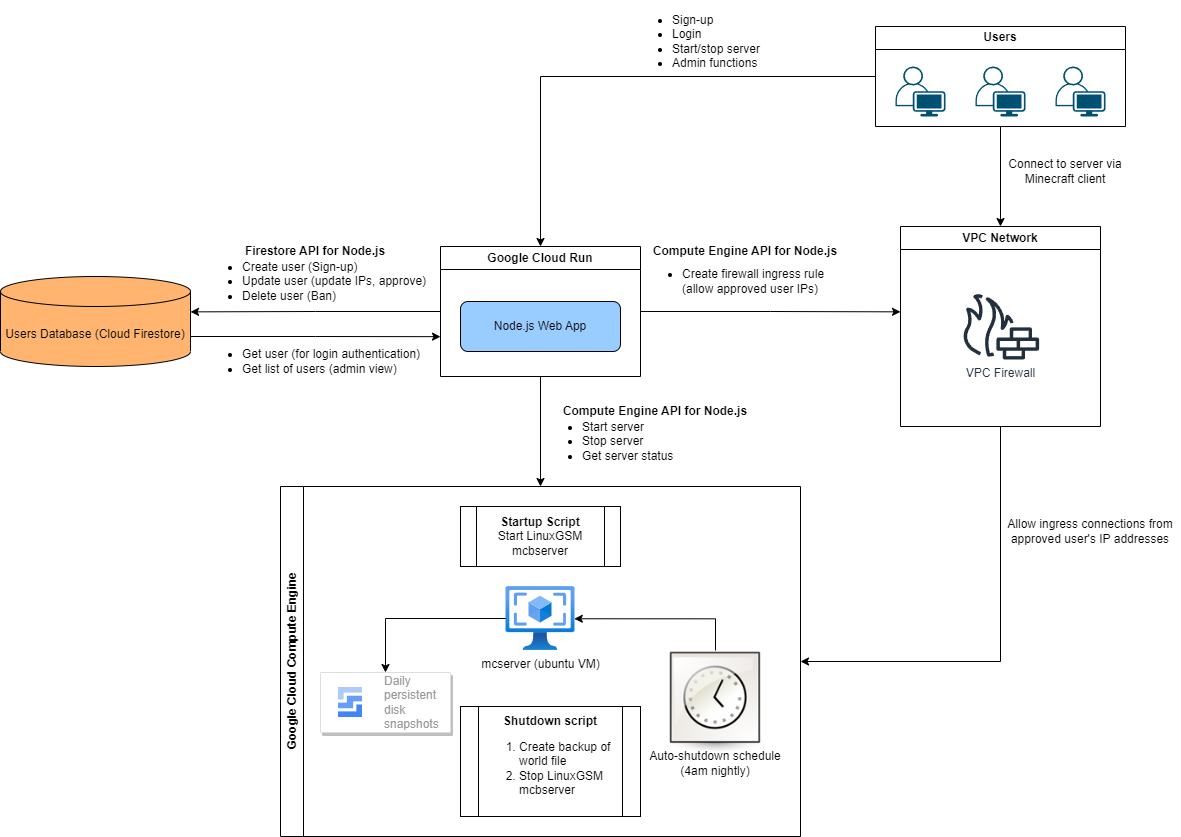 • Sign-up
• Login
• Start/stop server
• Admin functions
Users
Connect to server via
Minecraft client
Firestore API for Node.js
• Create user (Sign-up)
• Update user (update IPs, approve)
• Delete user (Ban)
Google Cloud Run
Node.js Web App
Compute Engine API for Node.js
• Create firewall ingress rule
(allow approved user IPs)
VPC Network
VPC Firewall
Users Database (Cloud Firestore)
• Get user (for login authentication)
• Get list of users (admin view)
Compute Engine API for Node.js
• Start server
• Stop server
• Get server status
Allow ingress connections from
approved user's IP addresses
Google Cloud Compute Engine
Startup Script
Start LinuxGSM
mcbserver
mcserver (ubuntu VM)
Daily
persistent
disk
snapshots
Shutdown script
1. Create backup of
world file
2. Stop LinuxGSM
mcbserver
Auto-shutdown schedule
(4am nightly)